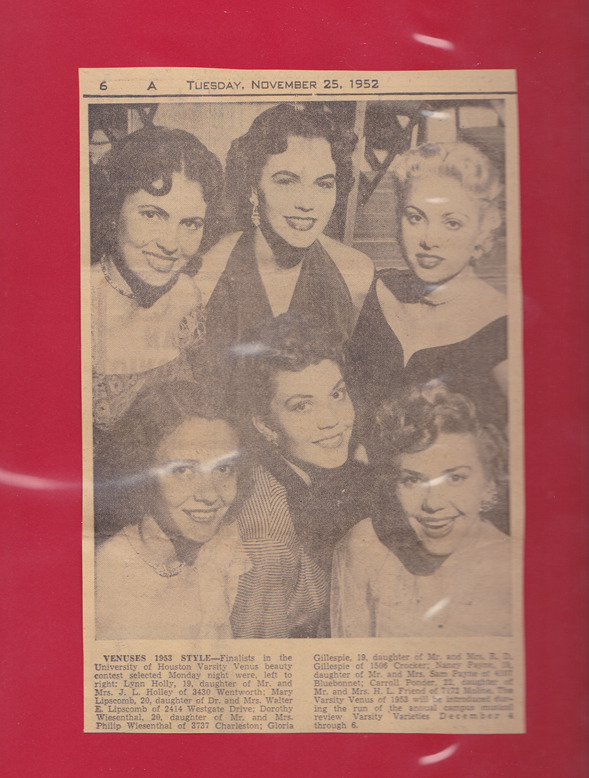 6 A TUESDAY, NOVEMBER 25, 1952
VENUSES 1953 STYLE—Finalists in the
University of Houston Varsity Venus beauty
contest selected Monday night were, left to
right: Lynn Holly, 19, daughter of Mr. and
Mrs. J. L. Holley of 3430 Wentworth; Mary
Lipscomb, 20, daughter of Dr. and Mrs. Walter
E. Lipscomb of 2414 Westgate Drive; Dorothy
Wiesenthal, 20, daughter of Mr. and Mrs.
Philip Wiesenthal of 3737 Charleston; Gloria
Gillespie, 19, daughter of Mr. and Mrs. R. D.
Gillespie of 1506 Crocker; Nancy Payne,
daughter of Mr. and Mrs. Sam Payne of
Bluebonnet; Carroll Ponder, daughter of
Mr. and Mrs. H. L. Friend of 7172 The
Varsity Venus of 1953 will be introduced dur-
ing the run of the annual campus musical
review Varsity Varieties December 4
through 6.